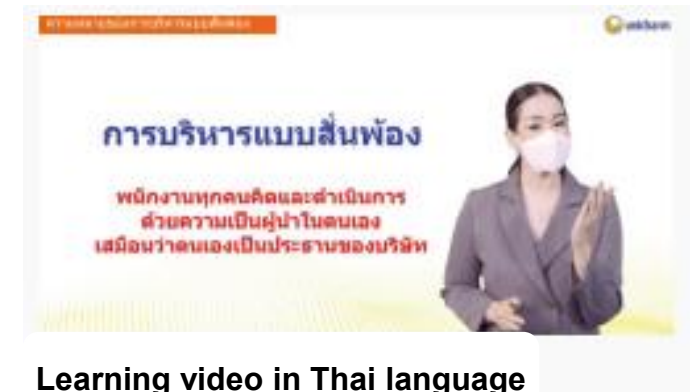 unicharm
การบริหารแบบสั่นพ้อง
พนักงานทุกคนคิดและดำเนินการ
ด้วยความเป็นผู้นำในตนเอง
เสมือนว่าตนเองเป็นประธานของบริษัท
Learning video in Thai language